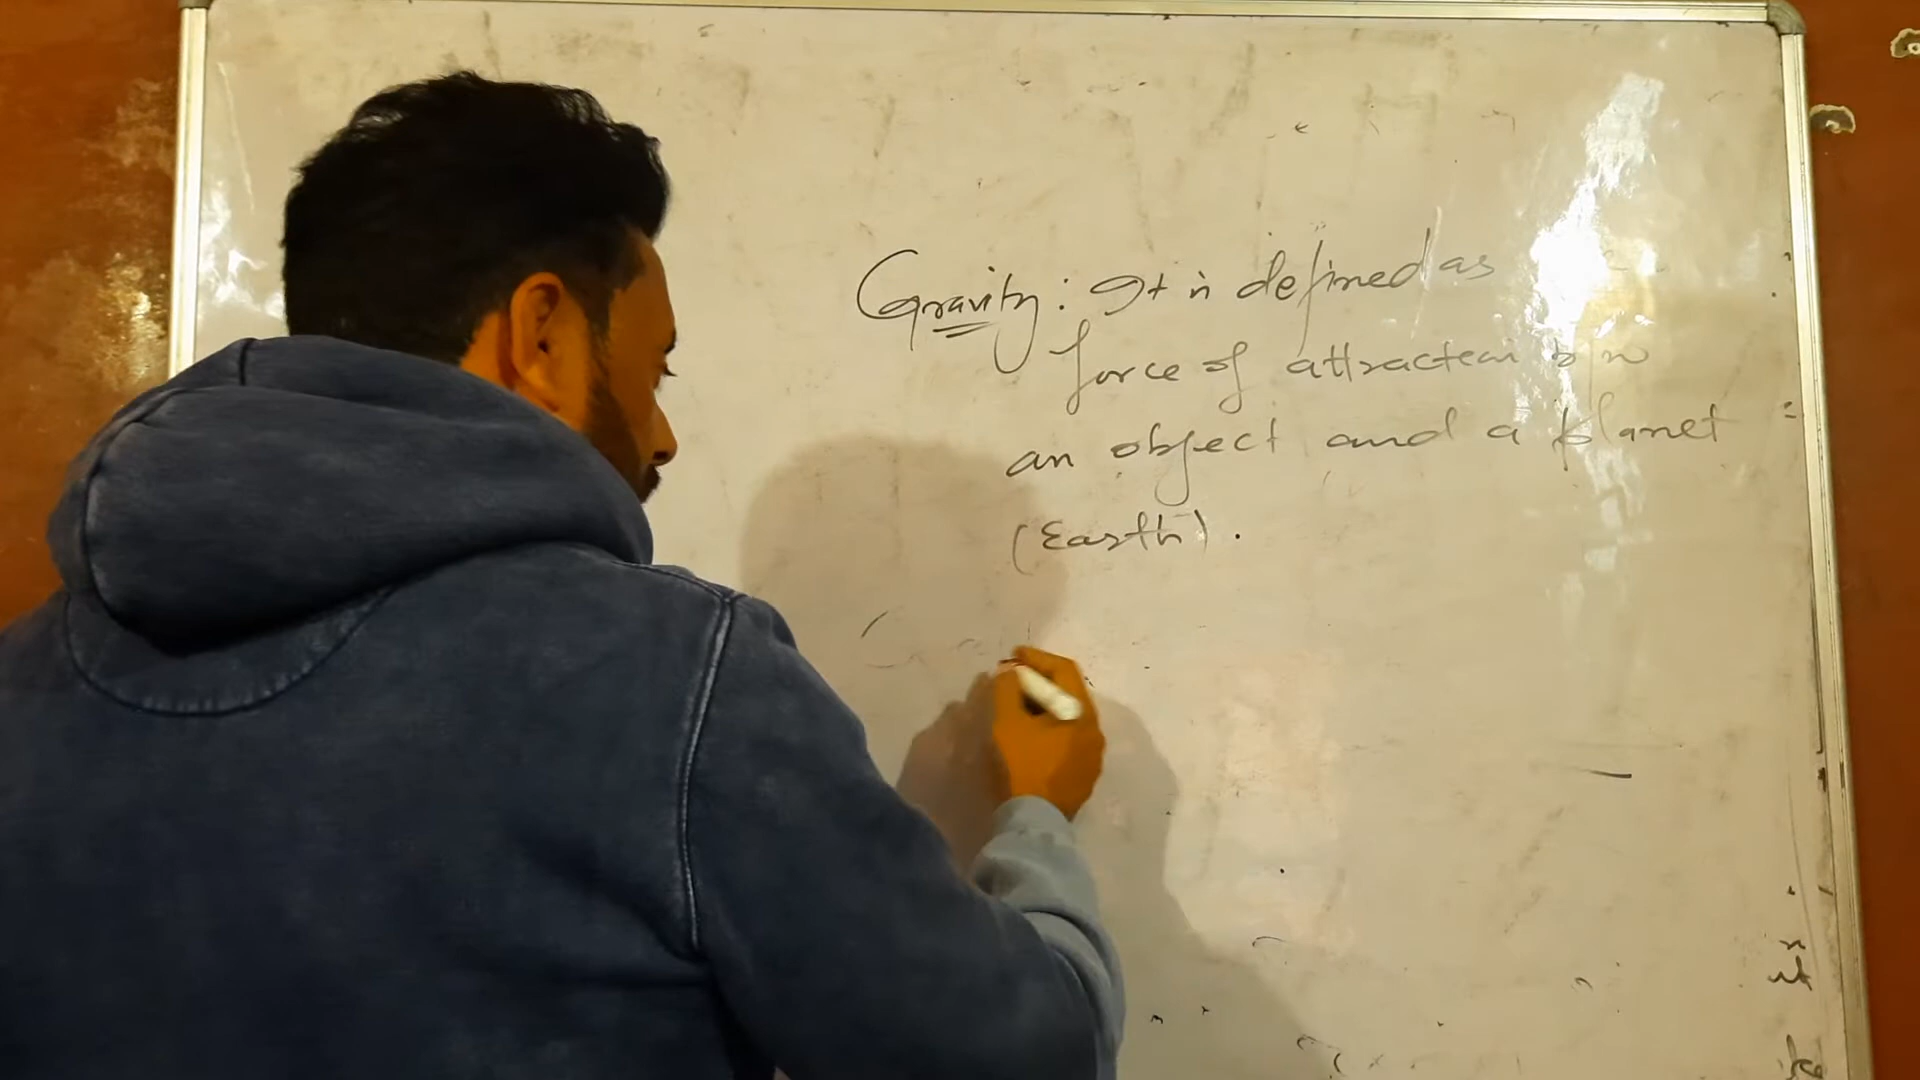 Gravity: It is defined as
force of attraction b/w
an object and a planet
(Earth).